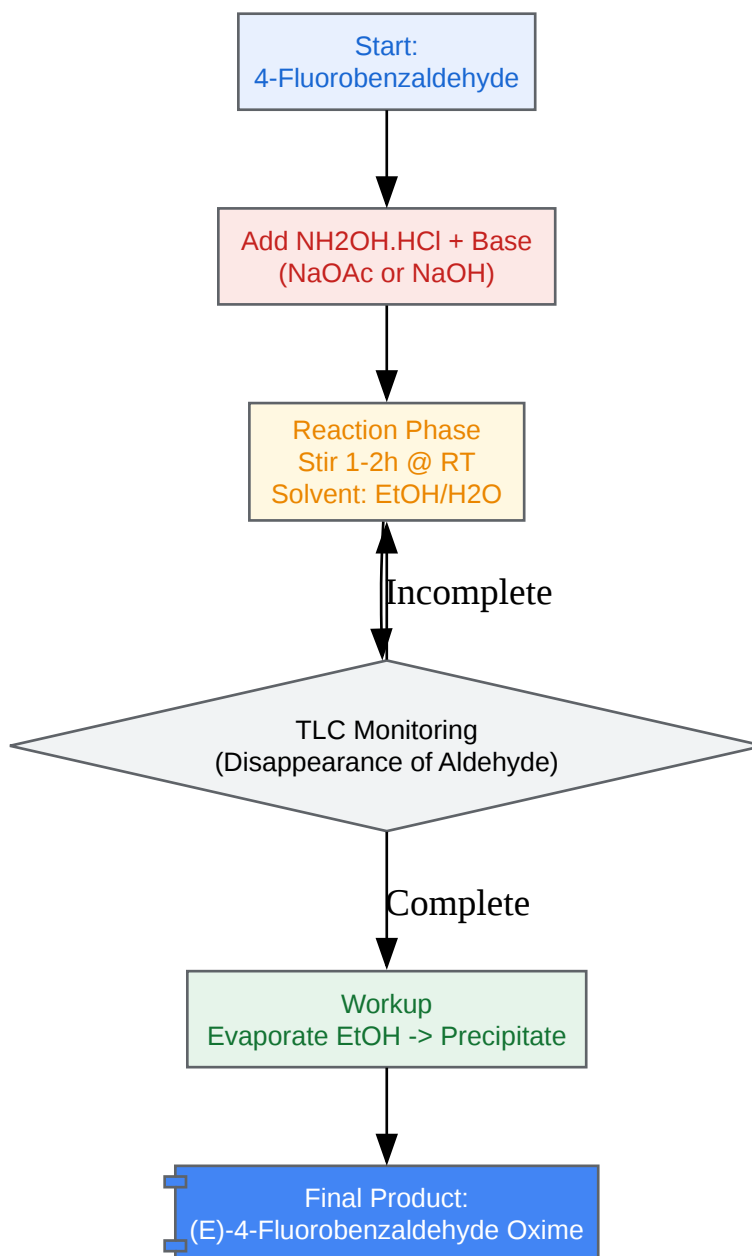 Start:
4-Fluorobenzaldehyde
Add NH2OH.HCl + Base
(NaOAc or NaOH)
Reaction Phase
Stir 1-2h @ RT
Solvent: EtOH/H2O
Incomplete
TLC Monitoring
(Disappearance of Aldehyde)
Complete
Workup
Evaporate EtOH -> Precipitate
Final Product:
(E)-4-Fluorobenzaldehyde Oxime